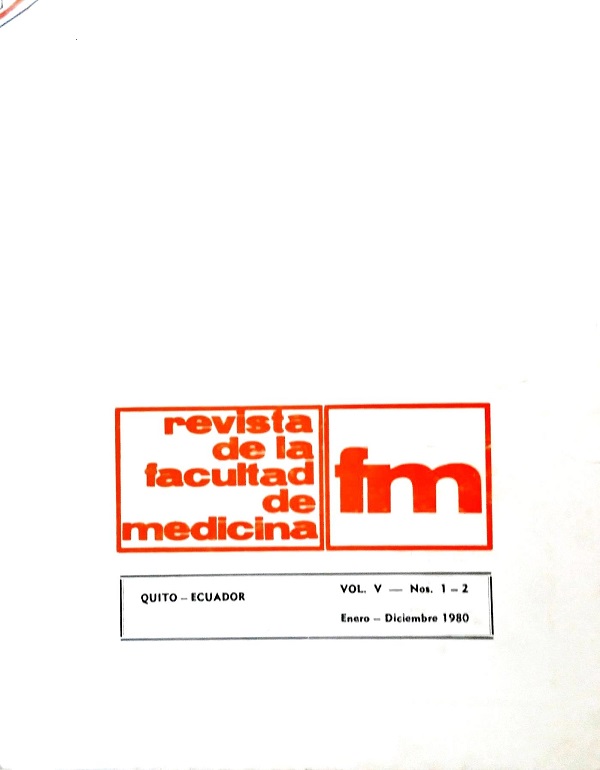 revista
de la
facultad
de
medicina
fm
QUITO – ECUADOR
VOL. V — Nos. 1 – 2
Enero – Diciembre 1980